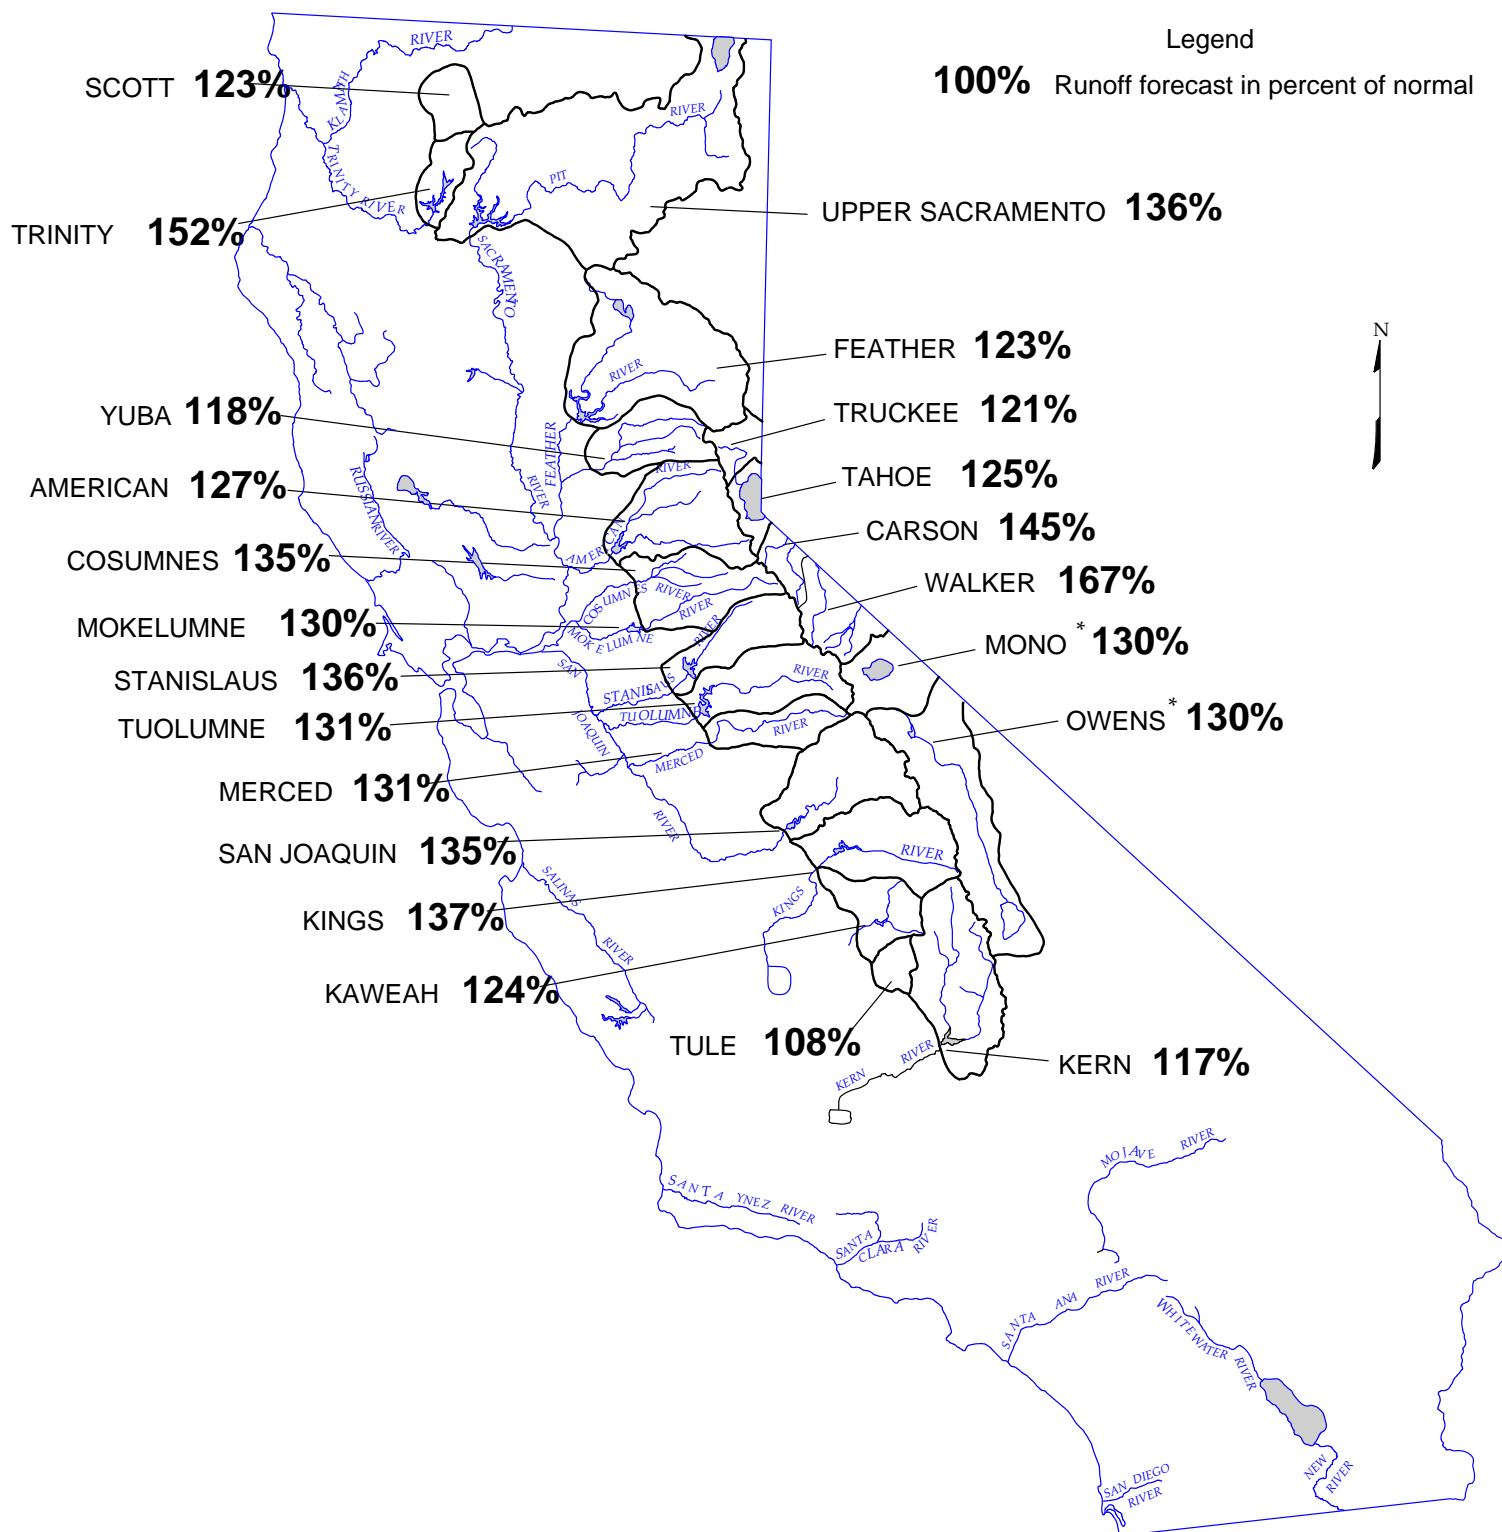 Legend
100% Runoff forecast in percent of normal
N
SCOTT 123%
TRINITY 152%
UPPER SACRAMENTO 136%
FEATHER 123%
TRUCKEE 121%
YUBA 118%
TAHOE 125%
AMERICAN 127%
CARSON 145%
COSUMNES 135%
WALKER 167%
MOKELUMNE 130%
MONO * 130%
STANISLAUS 136%
OWENS * 130%
TUOLUMNE 131%
MERCED 131%
SAN JOAQUIN 135%
KINGS 137%
KAWEAH 124%
TULE 108%
KERN 117%
KLAMATH RIVER
TRINITY RIVER
PIT RIVER
SACRAMENTO RIVER
FEATHER RIVER
RIVER
RUSSIAN RIVER
AMERICAN RIVER
COSUMNES RIVER
MOKELUMNE RIVER
STANISLAUS RIVER
TUOLUMNE RIVER
MERCED RIVER
SAN JOAQUIN RIVER
KINGS RIVER
SALINAS RIVER
KERN RIVER
MOJAVE RIVER
SANTA YNEZ RIVER
SANTA CLARA RIVER
SANTA ANA RIVER
WHITEWATER RIVER
NEW RIVER
SAN DIEGO RIVER